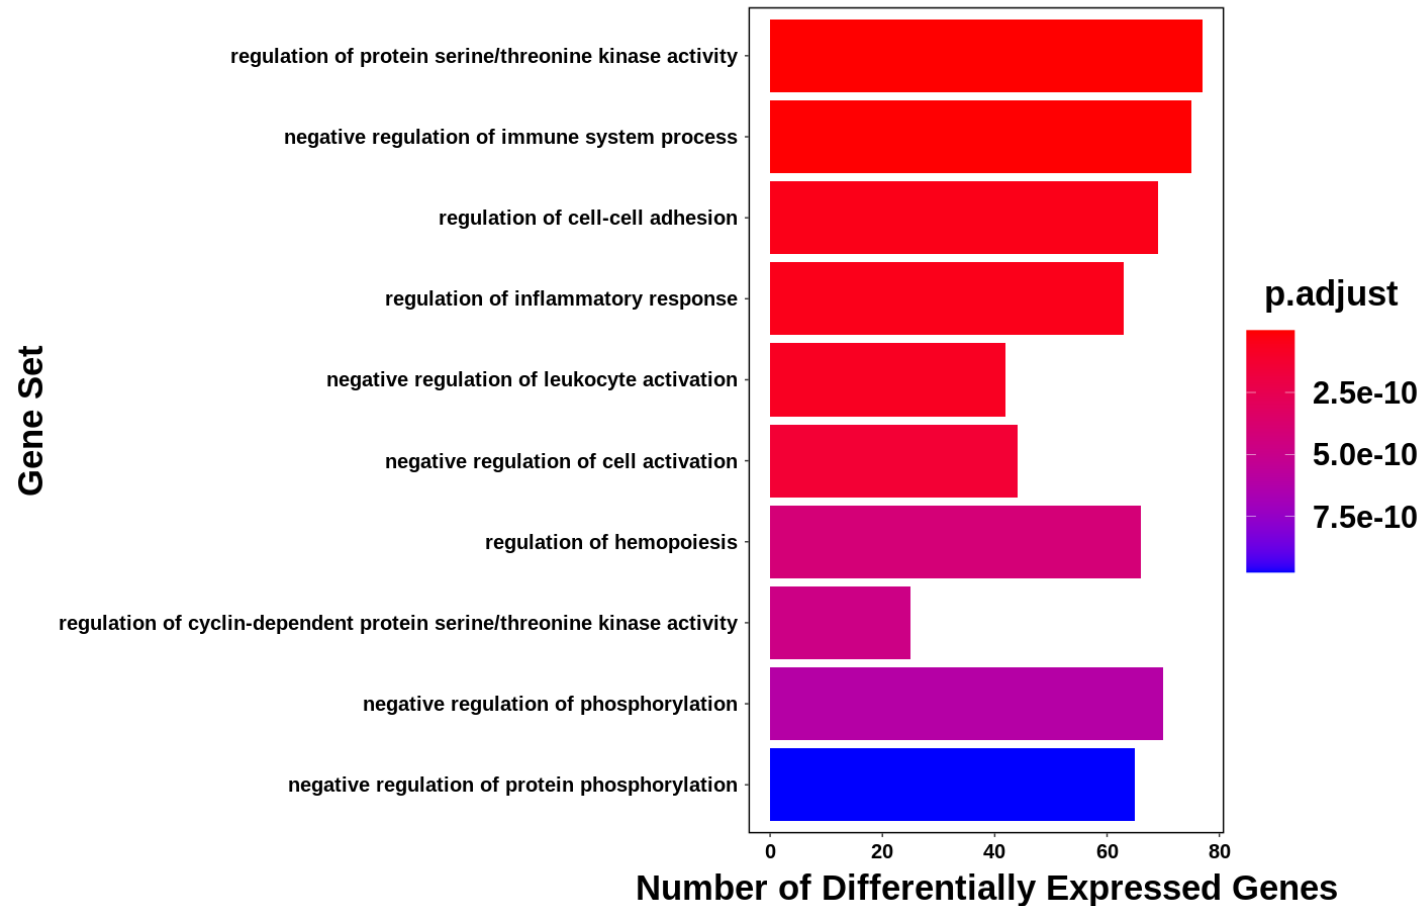 regulation of protein serine/threonine kinase activity
negative regulation of immune system process
regulation of cell-cell adhesion
regulation of inflammatory response
negative regulation of leukocyte activation
negative regulation of cell activation
regulation of hemopoiesis
regulation of cyclin-dependent protein serine/threonine kinase activity
negative regulation of phosphorylation
negative regulation of protein phosphorylation
Gene Set
0 20 40 60 80
Number of Differentially Expressed Genes
p.adjust
2.5e-10
5.0e-10
7.5e-10